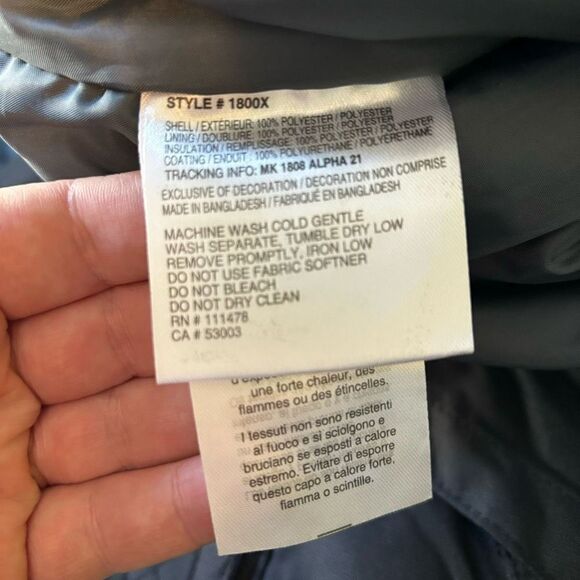 STYLE # 1800X
SHELL / EXTÉRIEUR: 100% POLYESTER / POLYESTER
LINING / DOUBLURE: 100% POLYESTER / POLYESTER
INSULATION / REMPLISSAGE: 100% POLYESTER / POLYERETHANE
COATING / ENDUIT : 100% POLYURETHANE / POLYURETHANE
TRACKING INFO: MK 1808 ALPHA 21
EXCLUSIVE OF DECORATION / DECORATION NON COMPRISE
MADE IN BANGLADESH / FABRIQUÉ EN BANGLADESH
MACHINE WASH COLD GENTLE
WASH SEPARATE, TUMBLE DRY LOW
REMOVE PROMPTLY, IRON LOW
DO NOT USE FABRIC SOFTNER
DO NOT BLEACH
DO NOT DRY CLEAN
RN # 111478
CA # 53003
une forte chaleur, des
flammes ou des étincelles.
I tessuti non sono resistenti
al fuoco e si sciolgono e
bruciano se esposti a calore
estremo. Evitare di esporre
questo capo a calore forte,
fiamma o scintille.